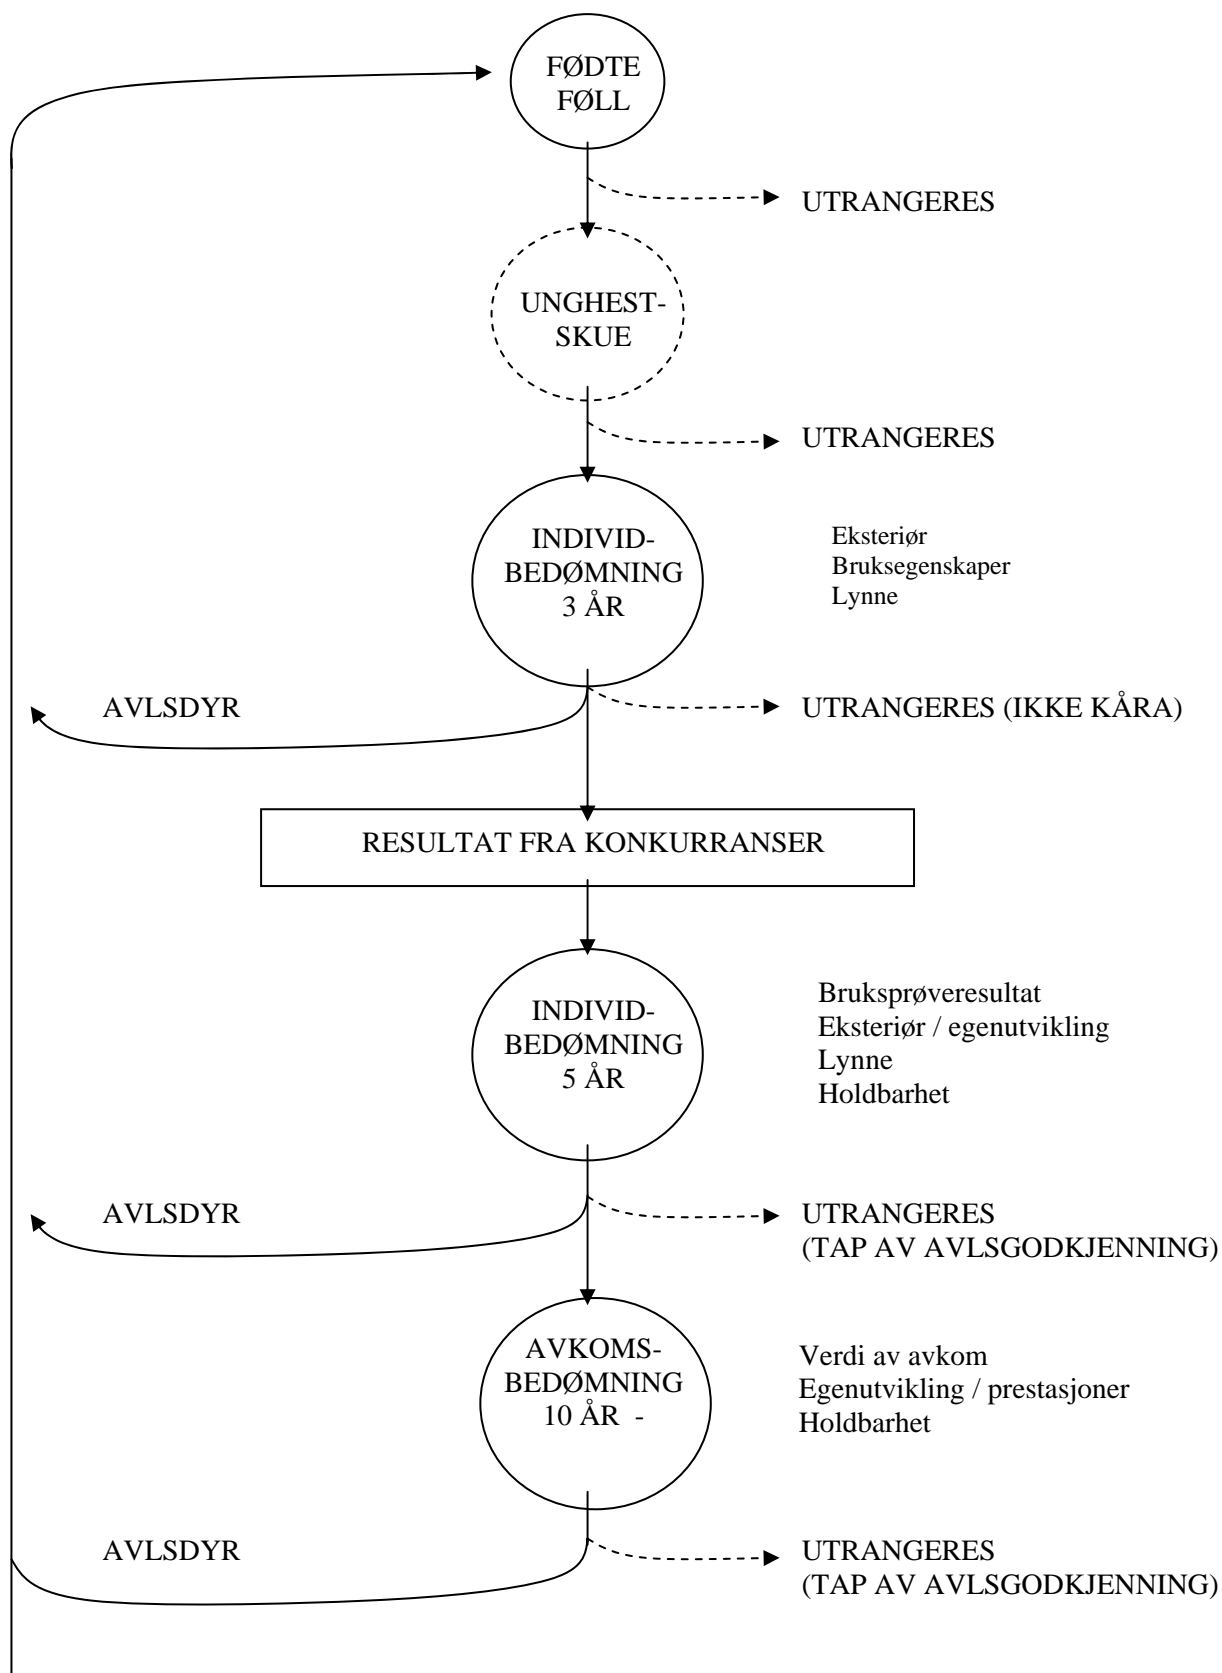 FØDTE
FØLL
UTRANGERES
UNGHEST-
SKUE
UTRANGERES
INDIVID-
BEDØMNING
3 ÅR
Eksteriør
Bruksegenskaper
Lynne
AVLSDYR
UTRANGERES (IKKE KÅRA)
RESULTAT FRA KONKURRANSER
INDIVID-
BEDØMNING
5 ÅR
Bruksprøveresultat
Eksteriør / egenutvikling
Lynne
Holdbarhet
AVLSDYR
UTRANGERES
(TAP AV AVLSGODKJENNING)
AVKOMS-
BEDØMNING
10 ÅR -
Verdi av avkom
Egenutvikling / prestasjoner
Holdbarhet
AVLSDYR
UTRANGERES
(TAP AV AVLSGODKJENNING)